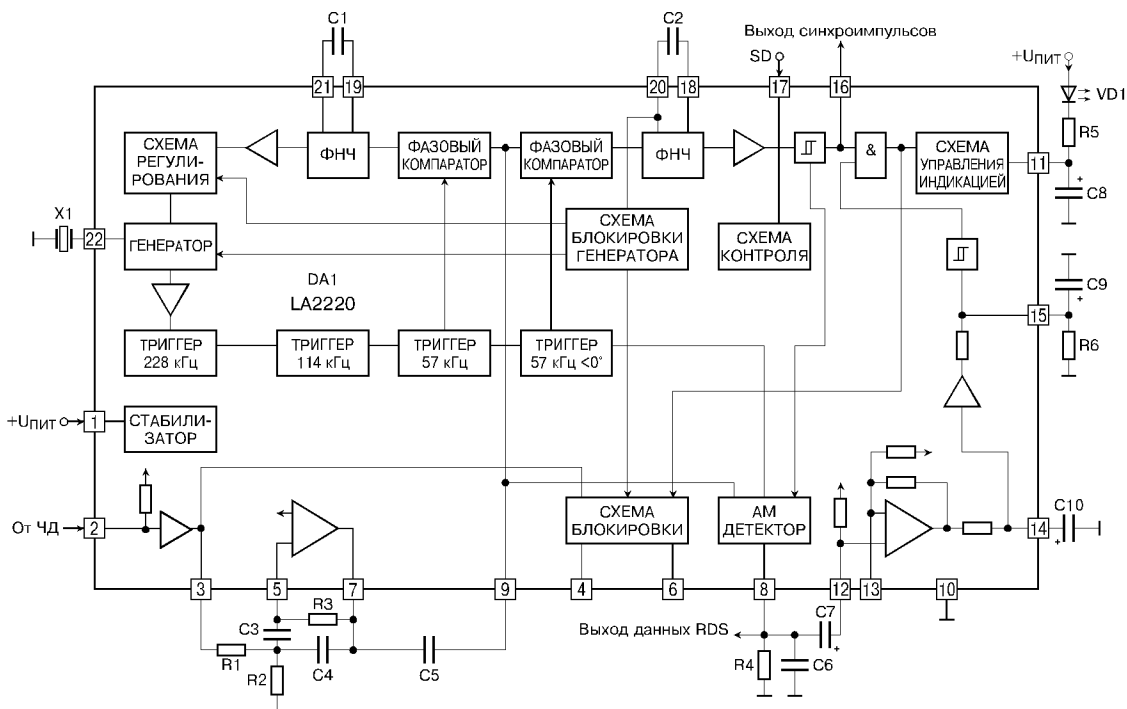 C1
C2
Выход синхроимпульсов
SD
+Uпит
VD1
21
19
20
18
17
16
R5
СХЕМА
РЕГУЛИ-
РОВАНИЯ
ФНЧ
ФАЗОВЫЙ
КОМПАРАТОР
ФАЗОВЫЙ
КОМПАРАТОР
ФНЧ
&
СХЕМА
УПРАВЛЕНИЯ
ИНДИКАЦИЕЙ
11
+
C8
X1
22
ГЕНЕРАТОР
СХЕМА
БЛОКИРОВКИ
ГЕНЕРАТОРА
СХЕМА
КОНТРОЛЯ
DA1
LA2220
C9
+
15
R6
ТРИГГЕР
228 кГц
ТРИГГЕР
114 кГц
ТРИГГЕР
57 кГц
ТРИГГЕР
57 кГц <0°
+Uпит
1
СТАБИЛИ-
ЗАТОР
От ЧД
2
СХЕМА
БЛОКИРОВКИ
АМ
ДЕТЕКТОР
14
C10
+
3
5
7
9
4
6
8
12
13
10
R3
C3
R1
C4
R2
C5
Выход данных RDS
C7
+
R4
C6